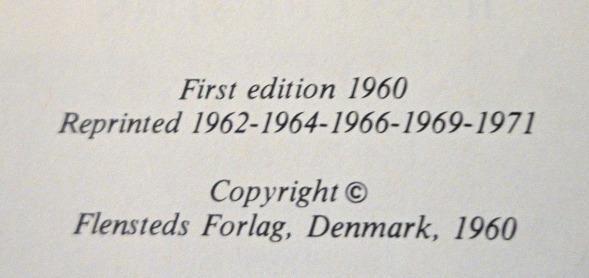 First edition 1960
Reprinted 1962-1964-1966-1969-1971
Copyright ©
Flensteds Forlag, Denmark, 1960